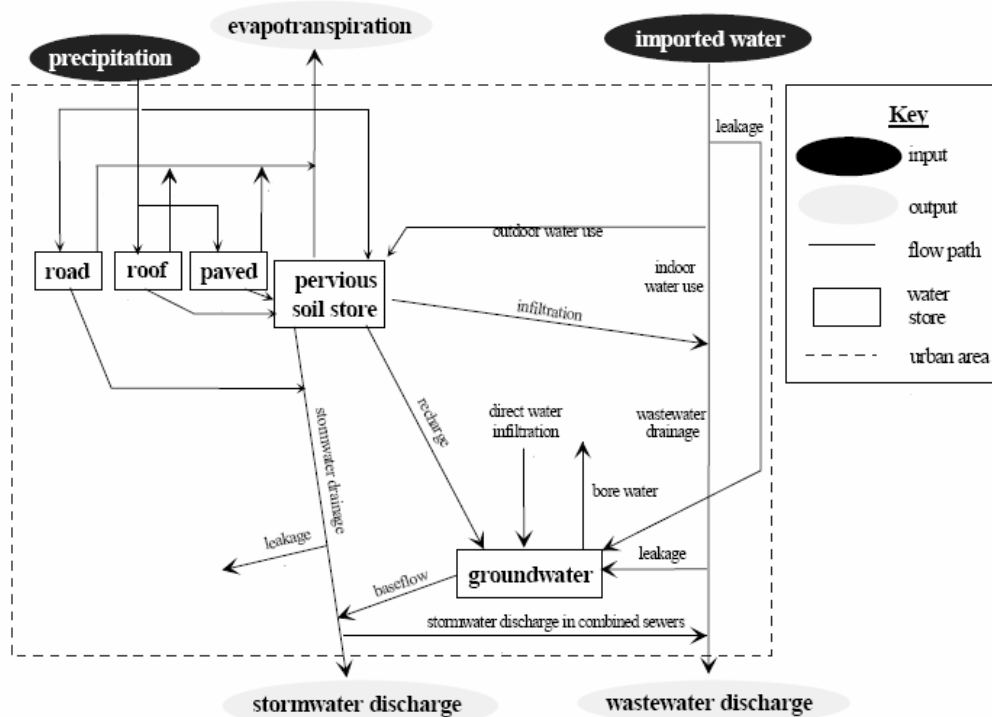 evapotranspiration
imported water
precipitation
leakage
Key
input
output
flow path
water
store
urban area
outdoor water use
indoor
water use
road
roof
paved
pervious
soil store
infiltration
stormwater drainage
recharge
direct water
infiltration
wastewater
drainage
bore water
leakage
groundwater
leakage
baseflow
stormwater discharge in combined sewers
stormwater discharge
wastewater discharge